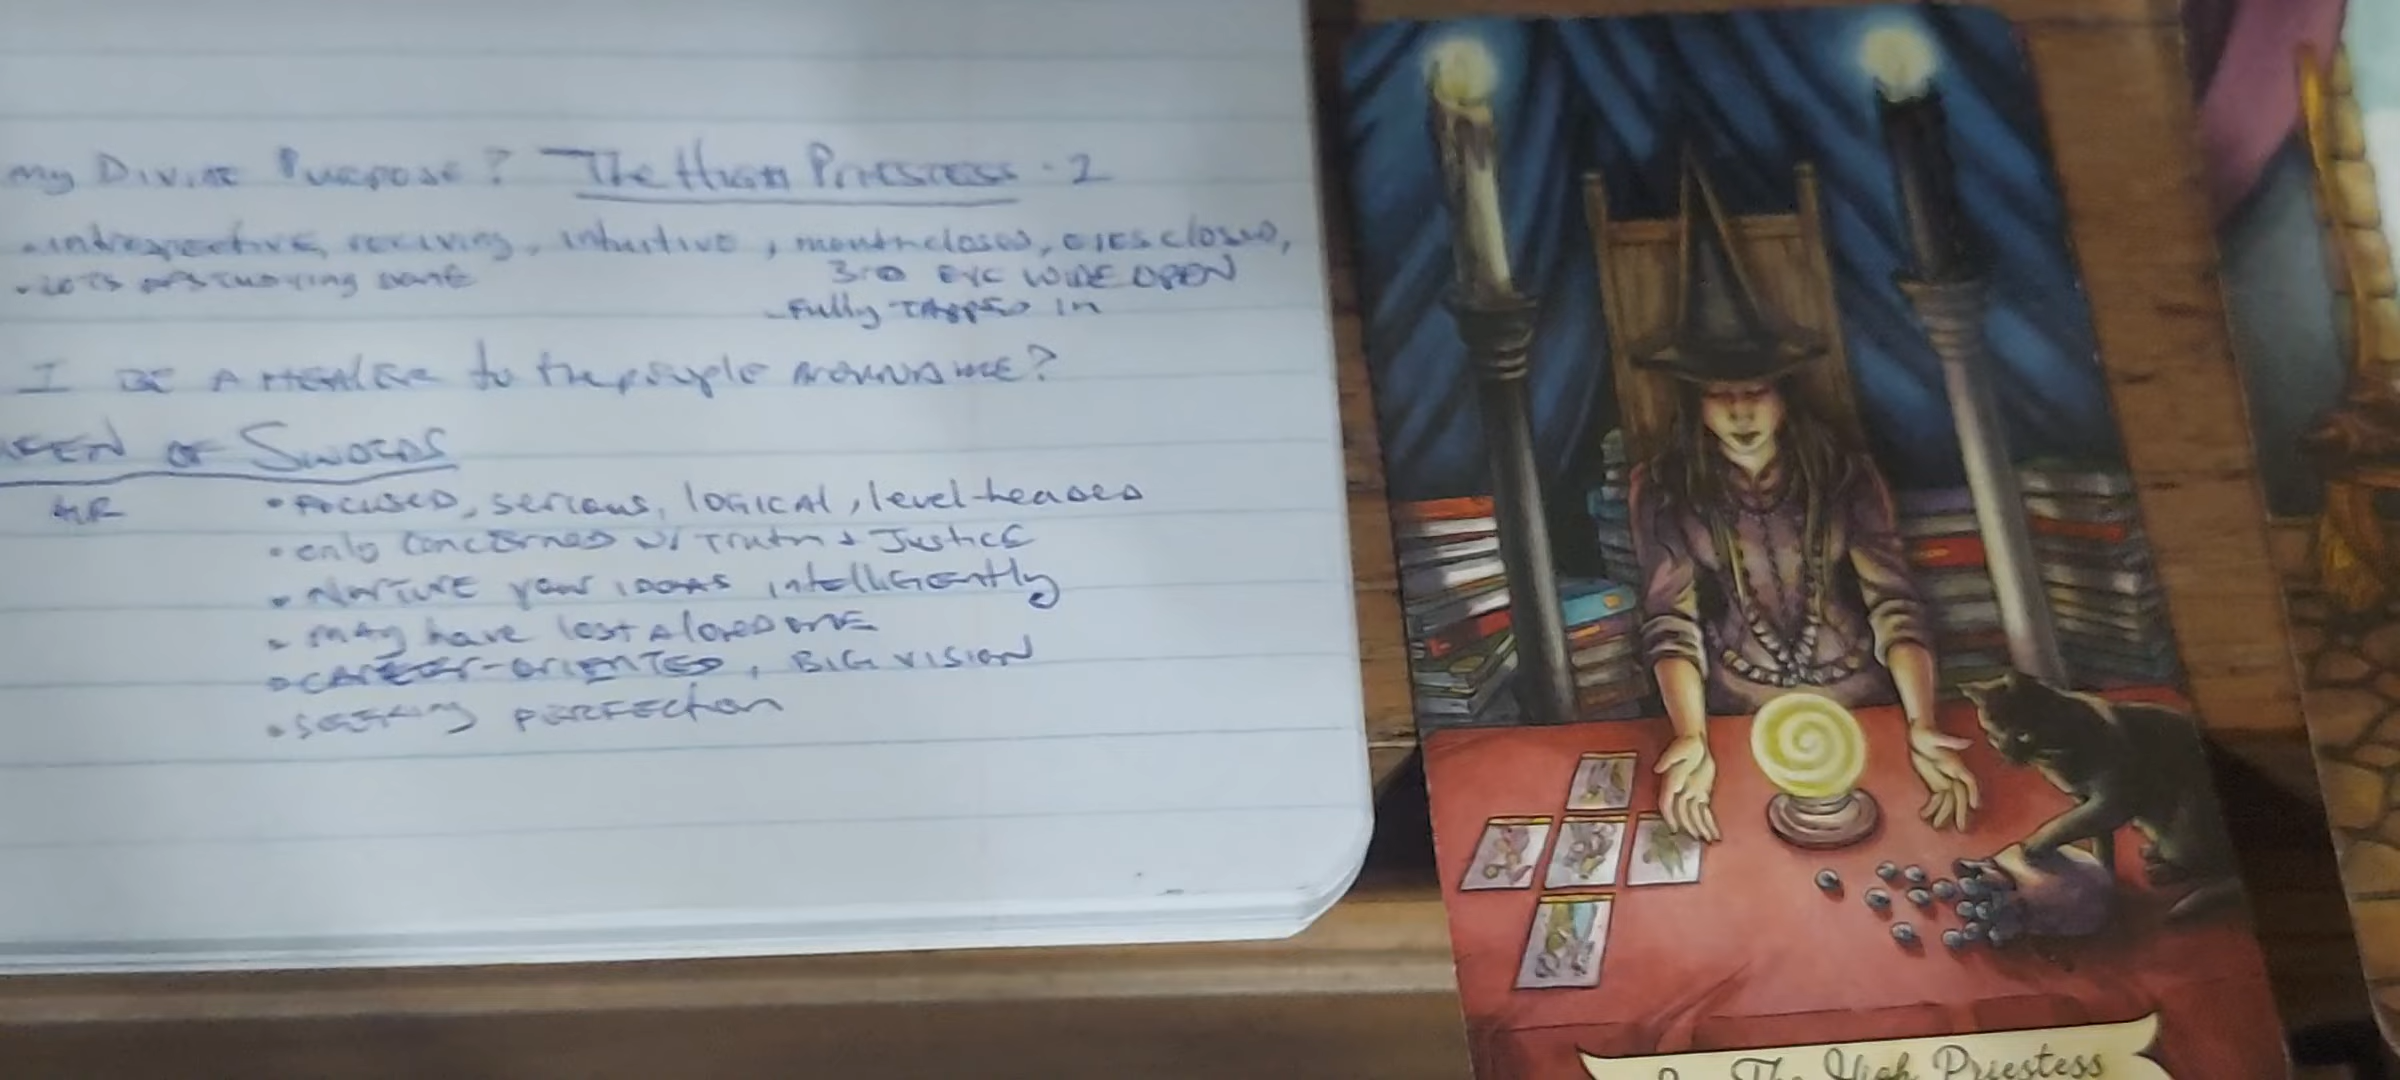 my Divine Purpose? The High Priestess - 2
• introspective, receiving, intuitive, mouth closed, eyes closed,
3rd EYE WIDE OPEN
• LOTS OF STUDYING DONE
- Fully TAPPED In
I BE A HEALER to the people AROUND ME?
OF SWORDS
• FOCUSED, serious, LOGICAL, level-headed
• only concerned w/ Truth + Justice
• NURTURE your IDEAS intelliGENtly
• may have lost a loved one
• CAREER-ORIENTED, BIG VISION
• SEEKING PERFECtion
The High Priestess